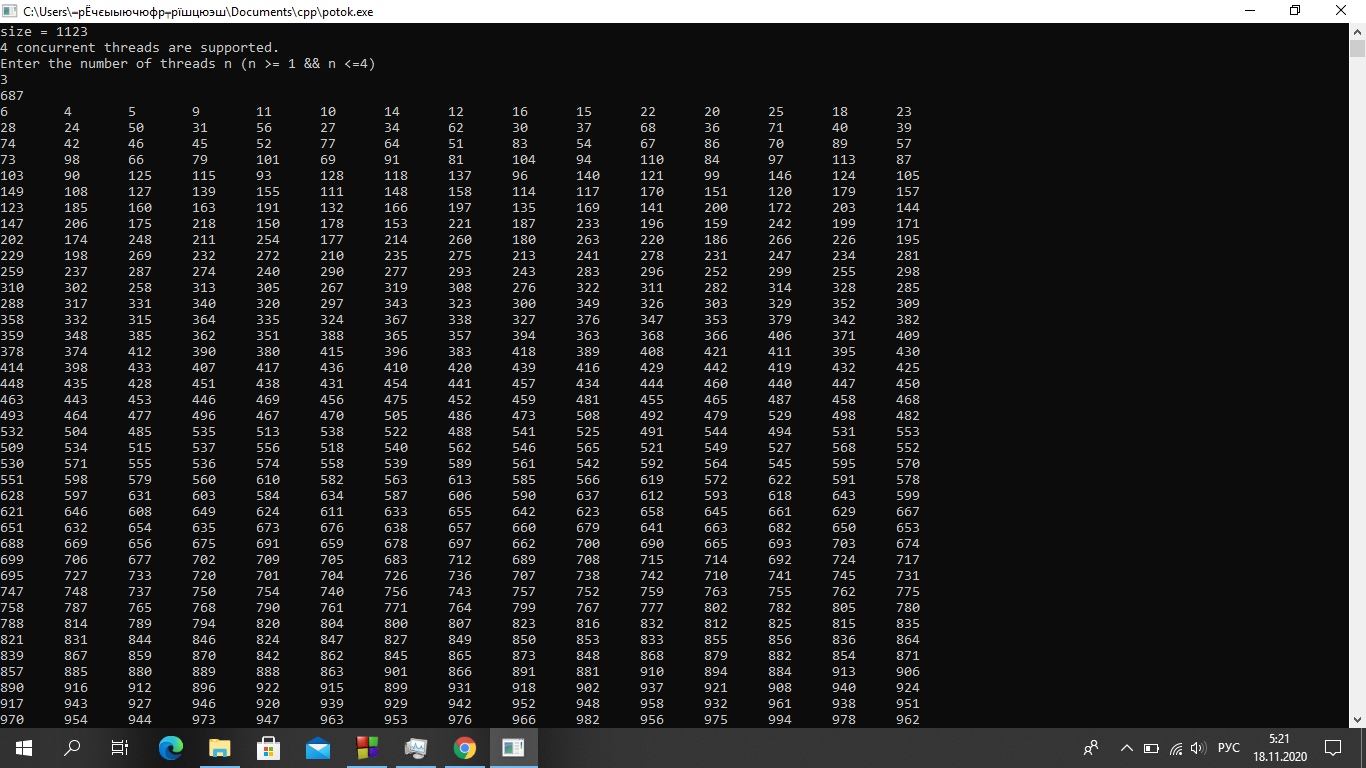 C:\Users\═рЁчєыыючюфр╤рїшцюэш\Documents\cpp\potok.exe
size = 1123
4 concurrent threads are supported.
Enter the number of threads n (n >= 1 && n <=4)
3
687
6 4 5 9 11 10 14 12 16 15 22 20 25 18 23
28 24 50 31 56 27 34 62 30 37 68 36 71 40 39
74 42 46 45 52 77 64 51 83 54 67 86 70 89 57
73 98 66 79 101 69 91 81 104 94 110 84 97 113 87
103 90 125 115 93 128 118 137 96 140 121 99 146 124 105
149 108 127 139 155 111 148 158 114 117 170 151 120 179 157
123 185 160 163 191 132 166 197 135 169 141 200 172 203 144
147 206 175 218 150 178 153 221 187 233 196 159 242 199 171
202 174 248 211 254 177 214 260 180 263 220 186 266 226 195
229 198 269 232 272 210 235 275 213 241 278 231 247 234 281
259 237 287 274 240 290 277 293 243 283 296 252 299 255 298
310 302 258 313 305 267 319 308 276 322 311 282 314 328 285
288 317 331 340 320 297 343 323 300 349 326 303 329 352 309
358 332 315 364 335 324 367 338 327 376 347 353 379 342 382
359 348 385 362 351 388 365 357 394 363 368 366 406 371 409
378 374 412 390 380 415 396 383 418 389 408 421 411 395 430
414 398 433 407 417 436 410 420 439 416 429 442 419 432 425
448 435 428 451 438 431 454 441 457 434 444 460 440 447 450
463 443 453 446 469 456 475 452 459 481 455 465 487 458 468
493 464 477 496 467 470 505 486 473 508 492 479 529 498 482
532 504 485 535 513 538 522 488 541 525 491 544 494 531 553
509 534 515 537 556 518 540 562 546 565 521 549 527 568 552
530 571 555 536 574 558 539 589 561 542 592 564 545 595 570
551 598 579 560 610 582 563 613 585 566 619 572 622 591 578
628 597 631 603 584 634 587 606 590 637 612 593 618 643 599
621 646 608 649 624 611 633 655 642 623 658 645 661 629 667
651 632 654 635 673 676 638 657 660 679 641 663 682 650 653
688 669 656 675 691 659 678 697 662 700 690 665 693 703 674
699 706 677 702 709 705 683 712 689 708 715 714 692 724 717
695 727 733 720 701 704 726 736 707 738 742 710 741 745 731
747 748 737 750 754 740 756 743 757 752 759 763 755 762 775
758 787 765 768 790 761 771 764 799 767 777 802 782 805 780
788 814 789 794 820 804 800 807 823 816 832 812 825 815 835
821 831 844 846 824 847 827 849 850 853 833 855 856 836 864
839 867 859 870 842 862 845 865 873 848 868 879 882 854 871
857 885 880 889 888 863 901 866 891 881 910 894 884 913 906
890 916 912 896 922 915 899 931 918 902 937 921 908 940 924
917 943 927 946 920 939 929 942 952 948 958 932 961 938 951
970 954 944 973 947 963 953 976 966 982 956 975 994 978 962
РУС
5:21
18.11.2020